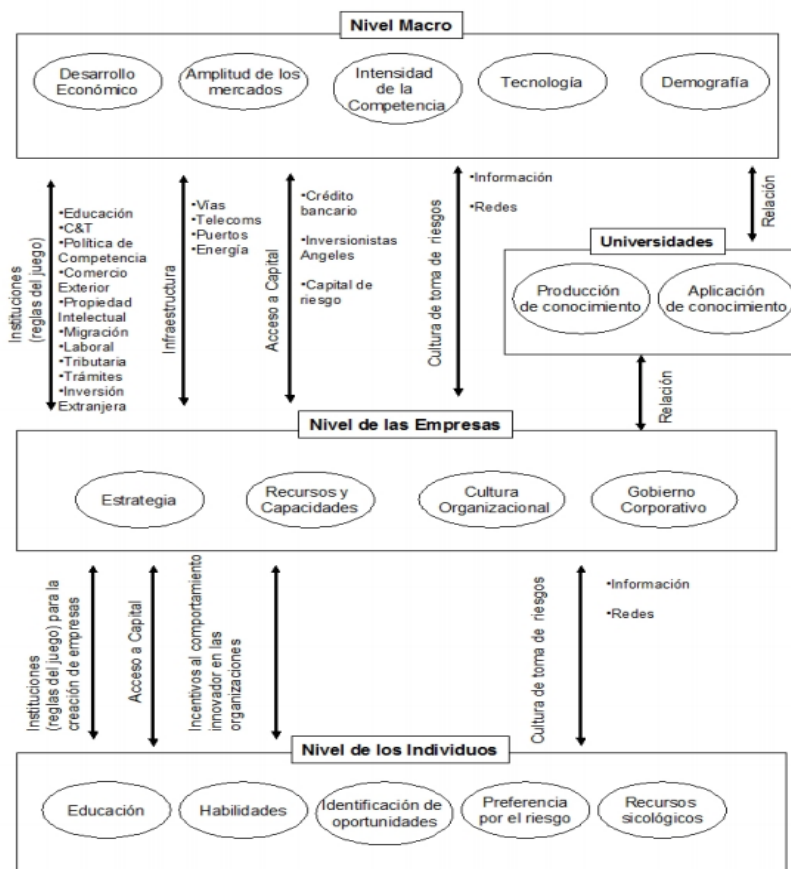 Nivel Macro
Desarrollo
Económico
Amplitud de los
mercados
Intensidad
de la
Competencia
Tecnología
Demografía
Instituciones
(reglas del juego)
•Educación
•C&T
•Política de
Competencia
•Comercio
Exterior
•Propiedad
Intelectual
•Migración
•Laboral
•Tributaria
•Trámites
•Inversión
Extranjera
Infraestructura
•Vías
•Telecoms
•Puertos
•Energía
Acceso a Capital
•Crédito
bancario
•Inversionistas
Angeles
•Capital de
riesgo
Cultura de toma de riesgos
•Información
•Redes
Relación
Universidades
Producción
de conocimiento
Aplicación
de conocimiento
Relación
Nivel de las Empresas
Estrategia
Recursos y
Capacidades
Cultura
Organizacional
Gobierno
Corporativo
Instituciones
(reglas del juego) para la
creación de empresas
Acceso a Capital
Incentivos al comportamiento
innovador en las
organizaciones
Cultura de toma de riesgos
•Información
•Redes
Nivel de los Individuos
Educación
Habilidades
Identificación de
oportunidades
Preferencia
por el riesgo
Recursos
sicológicos